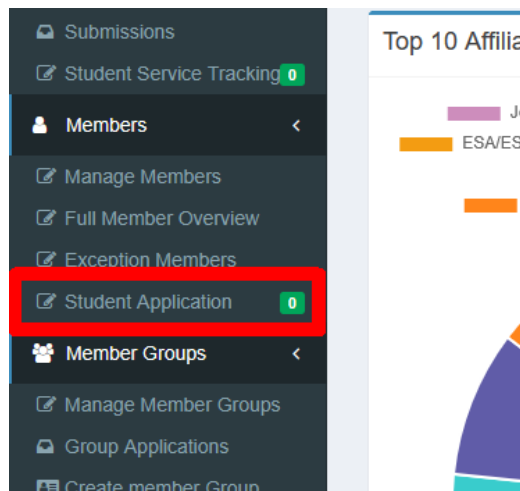 Submissions
Student Service Tracking 0
Members
Manage Members
Full Member Overview
Exception Members
Student Application 0
Member Groups
Manage Member Groups
Group Applications
Create member Group
Top 10 Affilia
ESA/ES